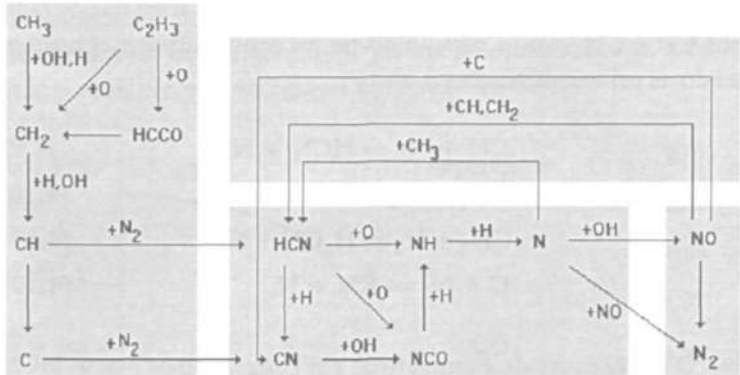 CH3 C2H3
+OH,H +O +O
+C
+CH,CH2
CH2 HCCO
+CH3
+H,OH
CH +N2 HCN +O NH +H N +OH NO
+H +O +H +NO
C +N2 CN +OH NCO N2